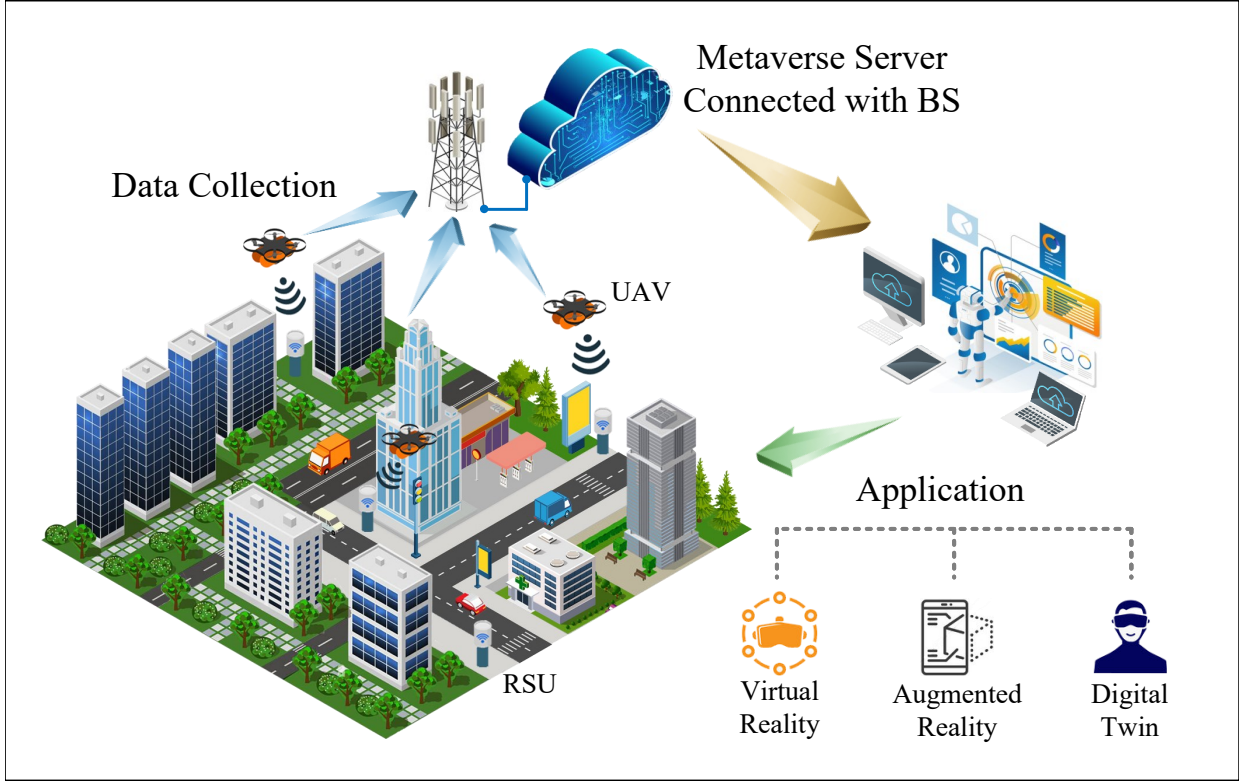 Metaverse Server
Connected with BS
Data Collection
UAV
Application
RSU
Virtual
Reality
Augmented
Reality
Digital
Twin